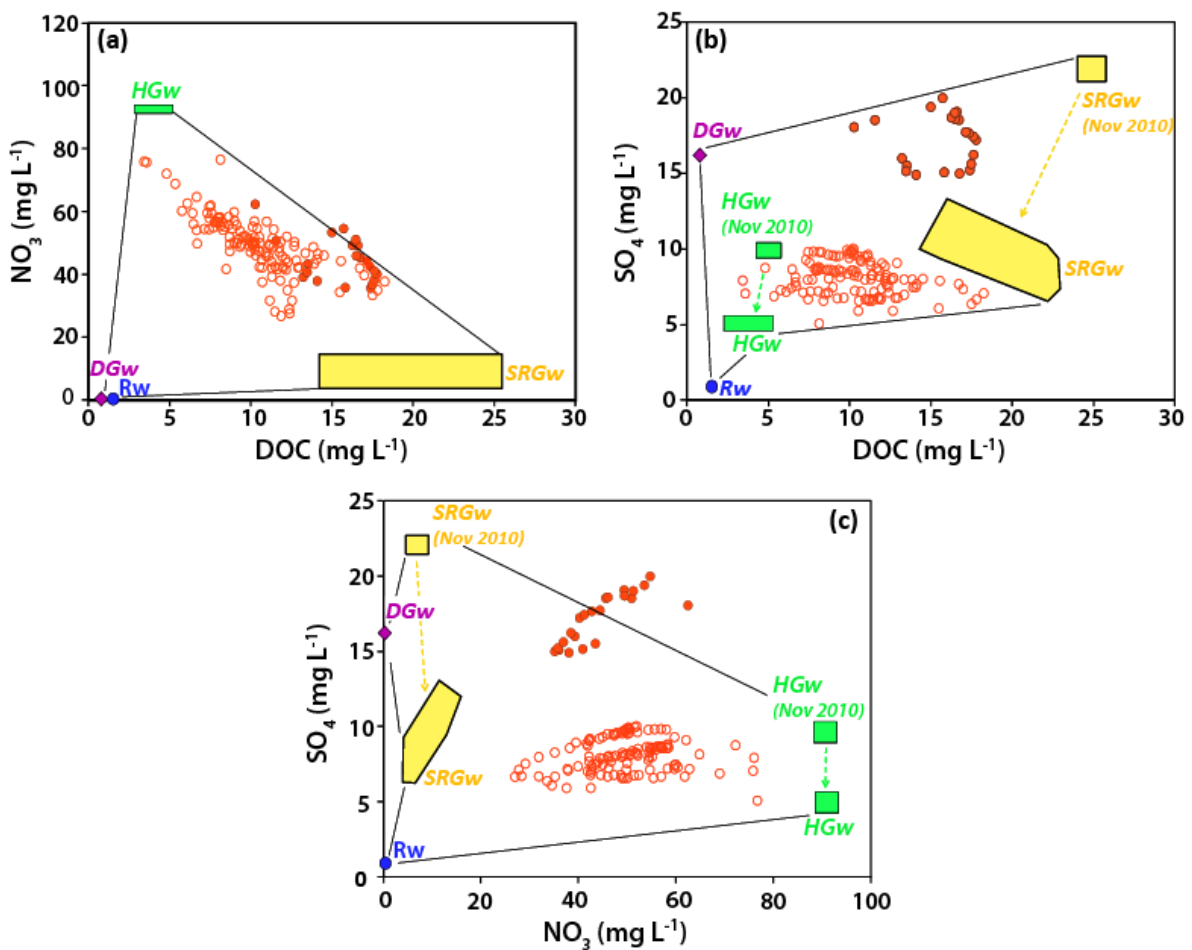 (a)
120
100
80
60
40
20
0
NO3 (mg L-1)
HGw
DGw
Rw
SRGw
0 5 10 15 20 25 30
DOC (mg L-1)
(b)
25
20
15
10
5
0
SO4 (mg L-1)
DGw
SRGw
(Nov 2010)
HGw
(Nov 2010)
SRGw
HGw
Rw
0 5 10 15 20 25 30
DOC (mg L-1)
(c)
25
20
15
10
5
0
SO4 (mg L-1)
SRGw
(Nov 2010)
DGw
HGw
(Nov 2010)
SRGw
HGw
Rw
0 20 40 60 80 100
NO3 (mg L-1)